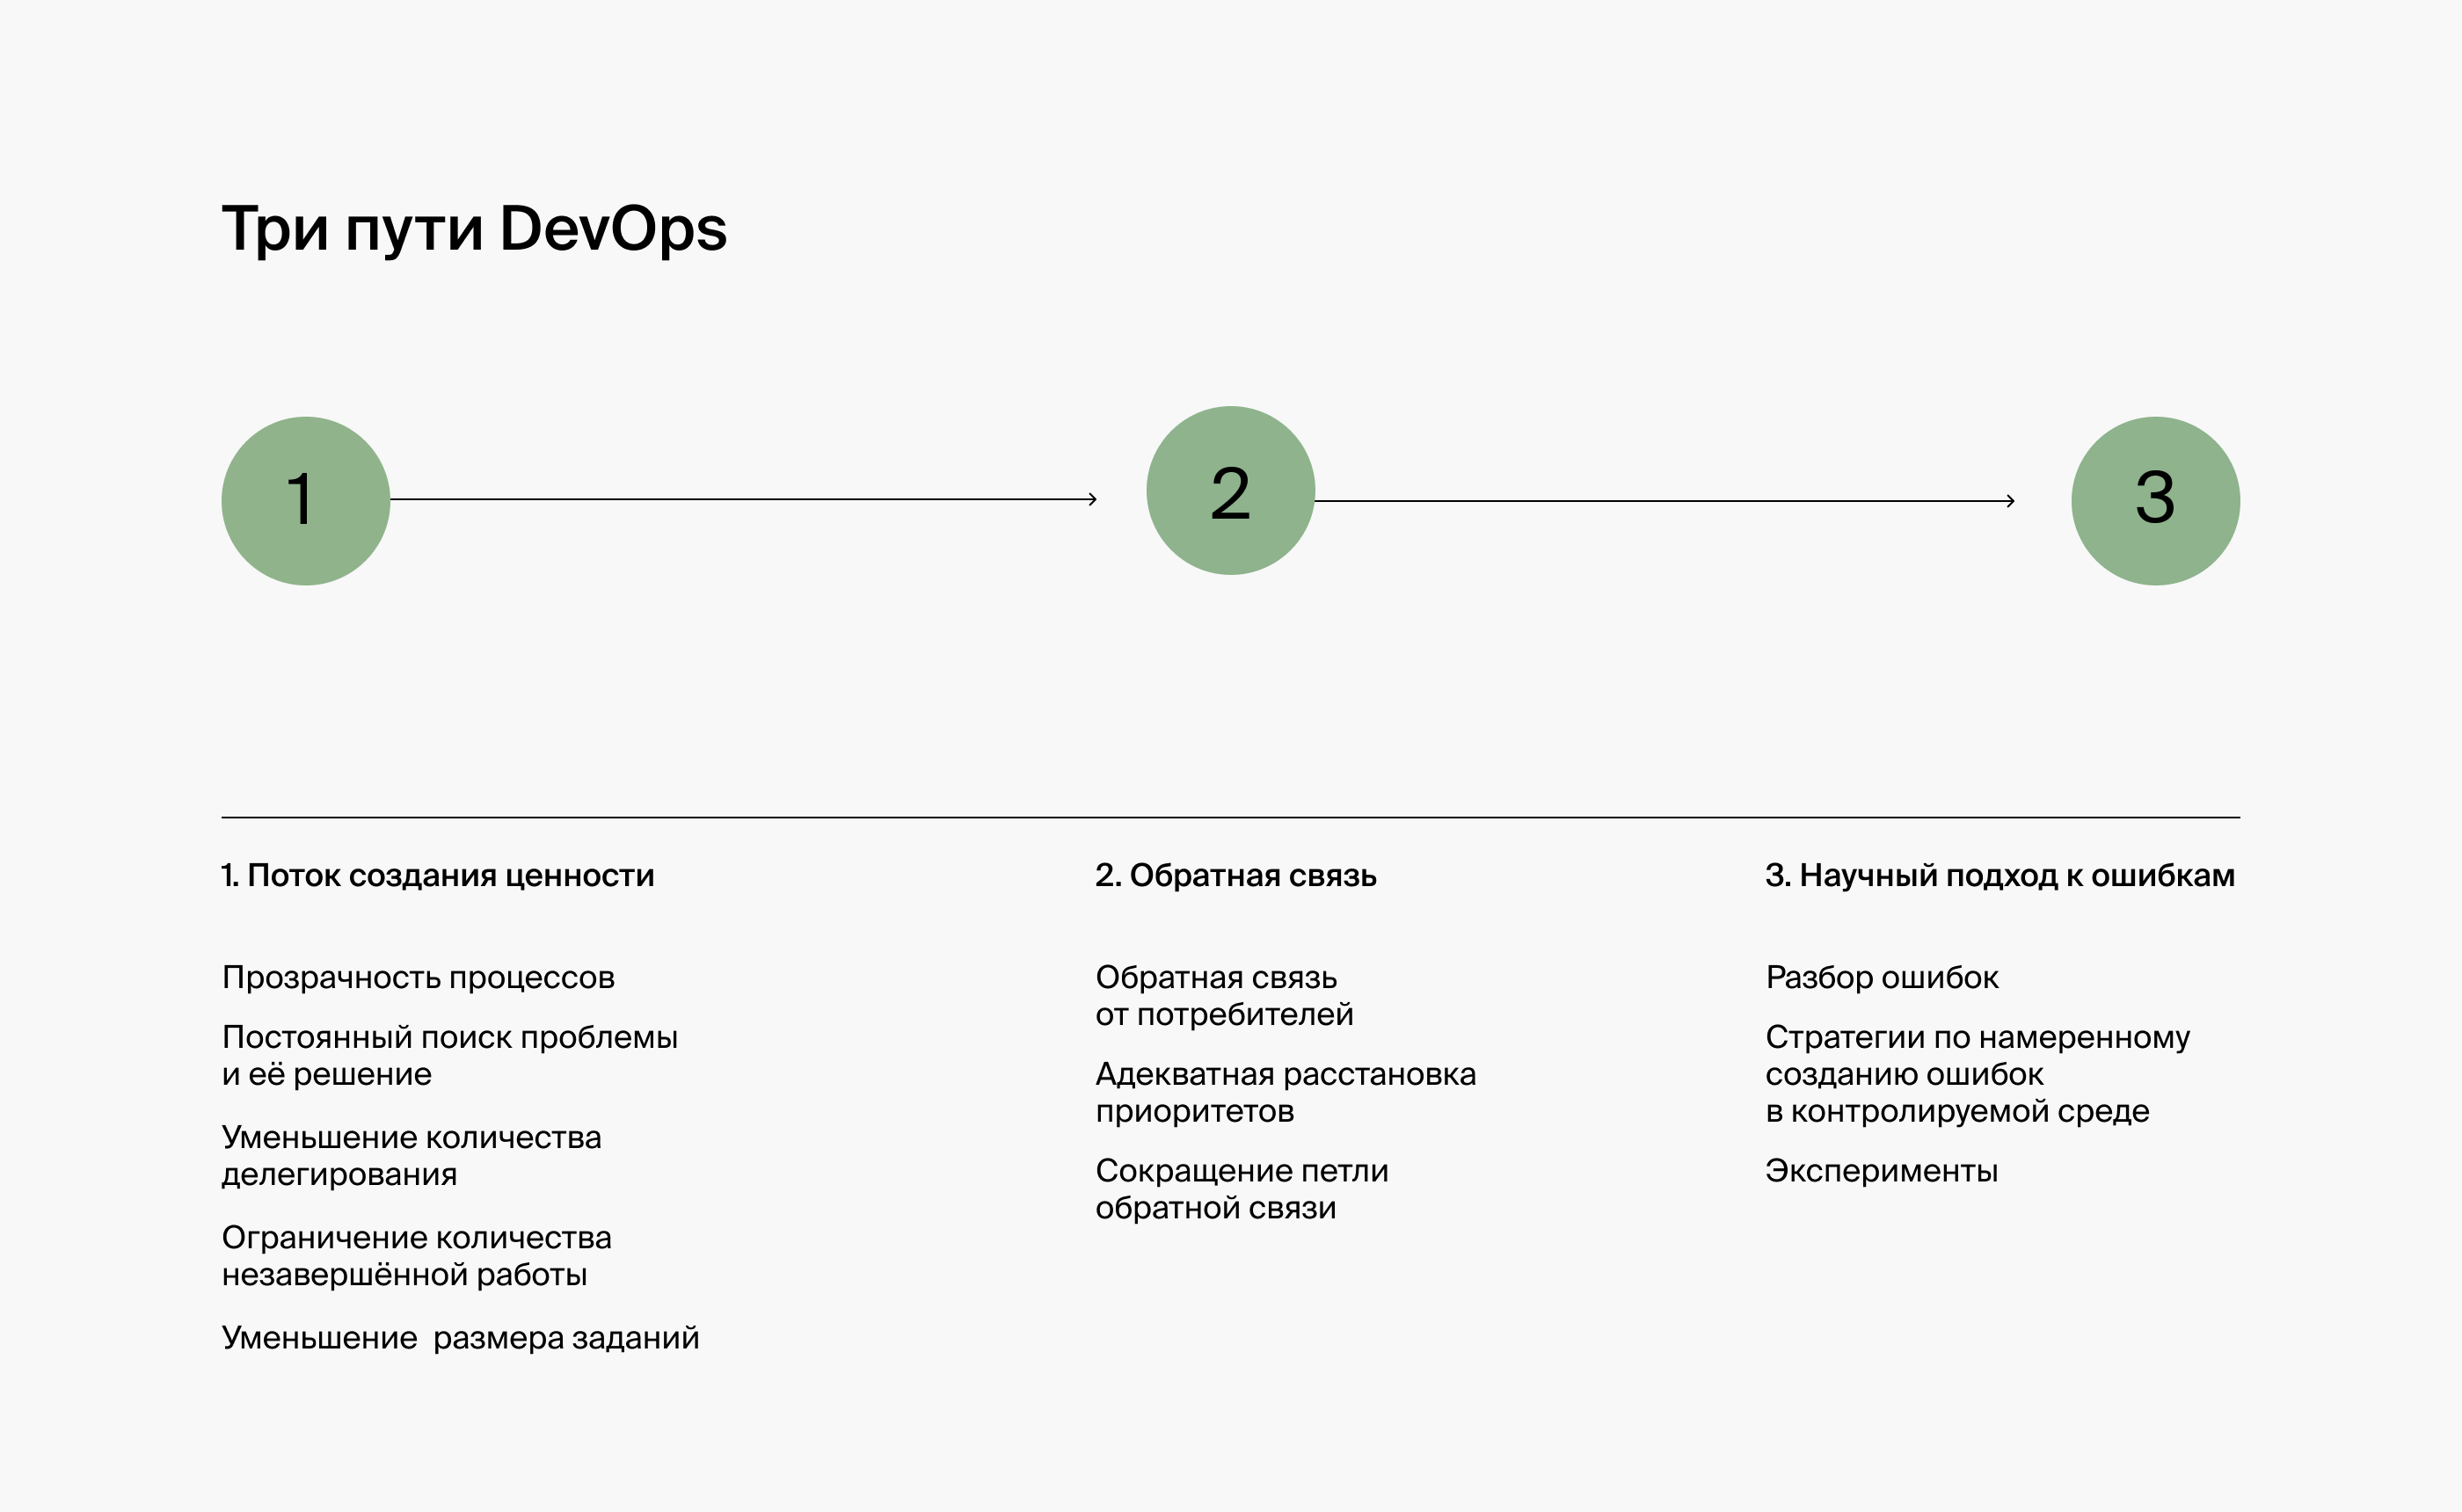 Три пути DevOps
1
2
3
1. Поток создания ценности
Прозрачность процессов
Постоянный поиск проблемы
и её решение
Уменьшение количества
делегирования
Ограничение количества
незавершённой работы
Уменьшение  размера заданий
2. Обратная связь
Обратная связь
от потребителей
Адекватная расстановка
приоритетов
Сокращение петли
обратной связи
3. Научный подход к ошибкам
Разбор ошибок
Стратегии по намеренному
созданию ошибок
в контролируемой среде
Эксперименты